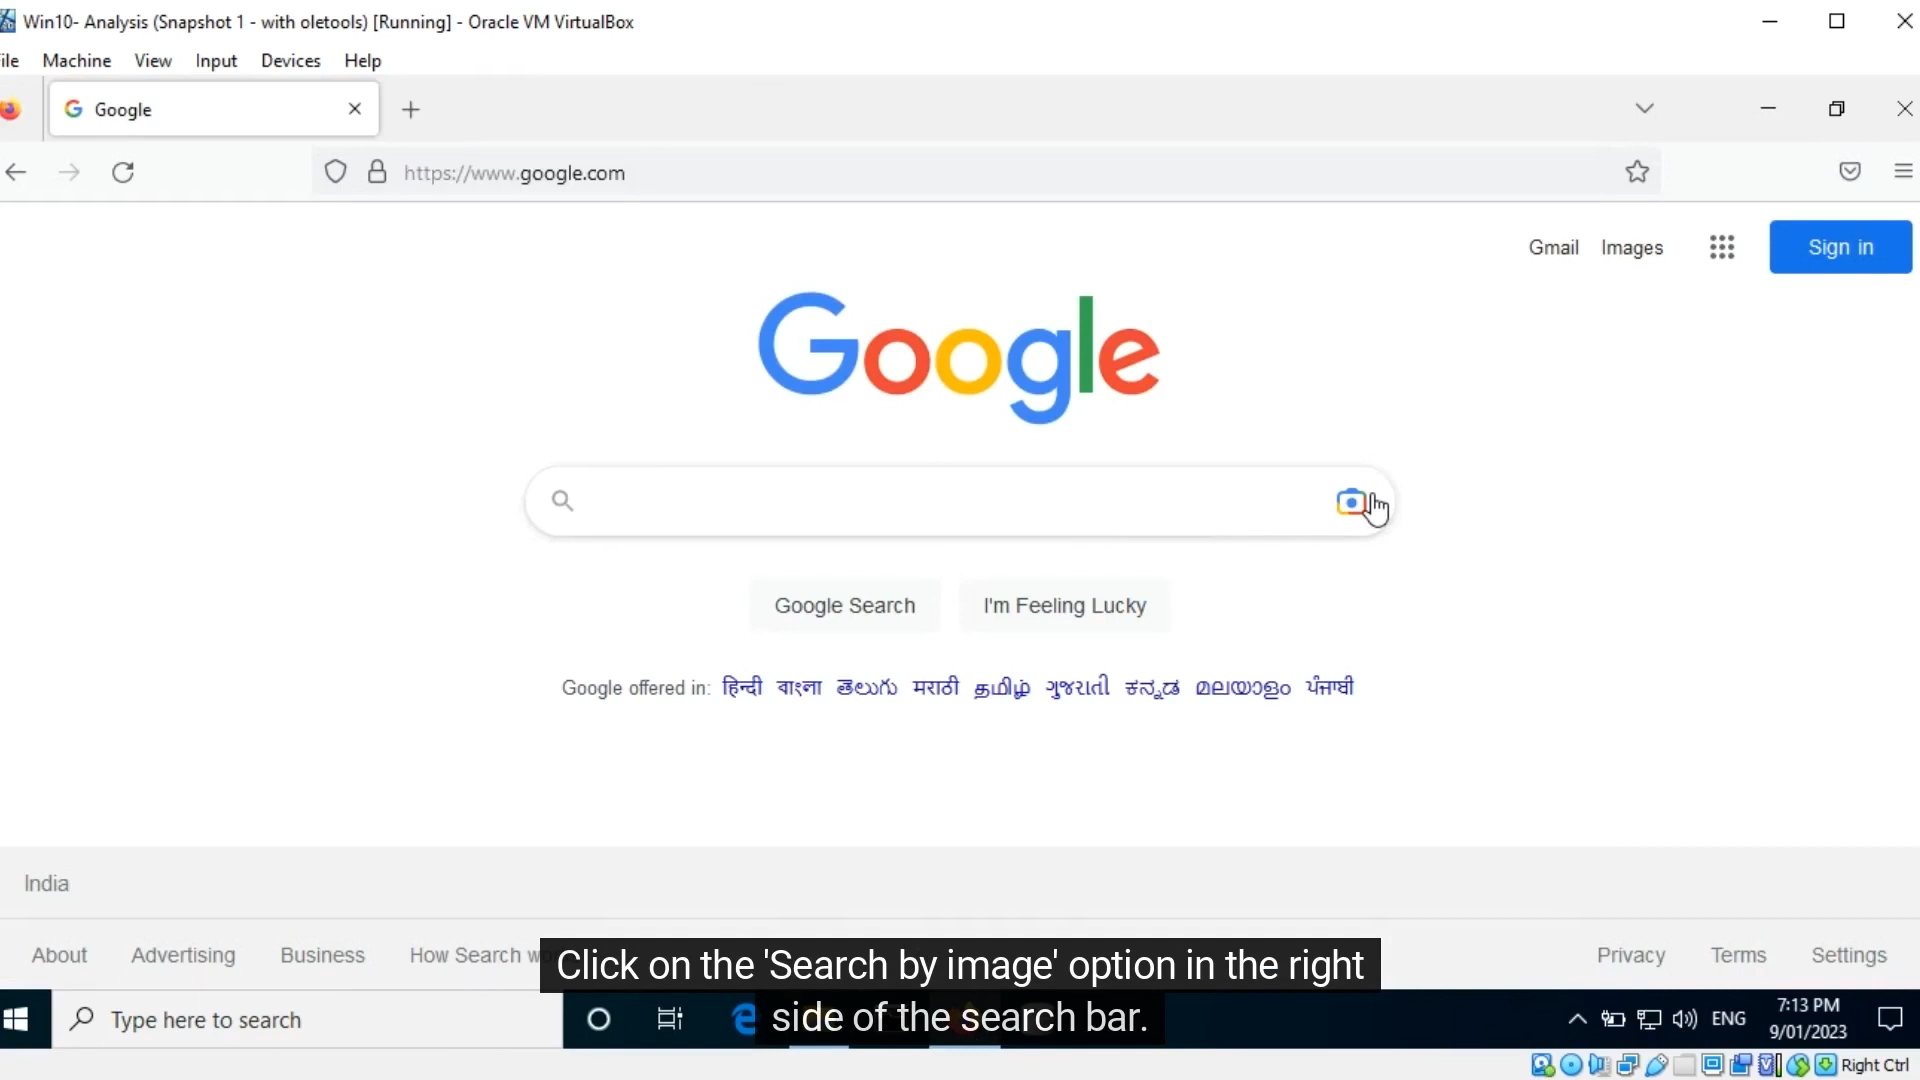 Win10- Analysis (Snapshot 1 - with oletools) [Running] - Oracle VM VirtualBox
ile Machine View Input Devices Help
Google
https://www.google.com
Gmail Images Sign in
Google
Google Search I'm Feeling Lucky
Google offered in: हिन्दी বাংলা తెలుగు मराठी தமிழ் ગુજરાતી ಕನ್ನಡ മലയാളം ਪੰਜਾਬੀ
India
About Advertising Business How Search Privacy Terms Settings
Click on the 'Search by image' option in the right
side of the search bar.
Type here to search ENG 7:13 PM
9/01/2023
Right Ctrl